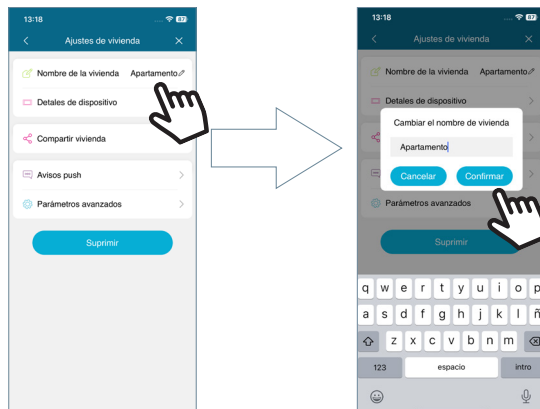 13:18
87
Ajustes de vivienda
Nombre de la vivienda Apartamento
Detales de dispositivo
Compartir vivienda
Avisos push
Parámetros avanzados
Suprimir
13:18
87
Ajustes de vivienda
Nombre de la vivienda Apartamento
Detales de dispositivo
Cambiar el nombre de vivienda
Apartamento
Cancelar Confirmar
Parámetros avanzados
Suprimir
q w e r t y u i o p
a s d f g h j k l ñ
z x c v b n m
123 espacio intro